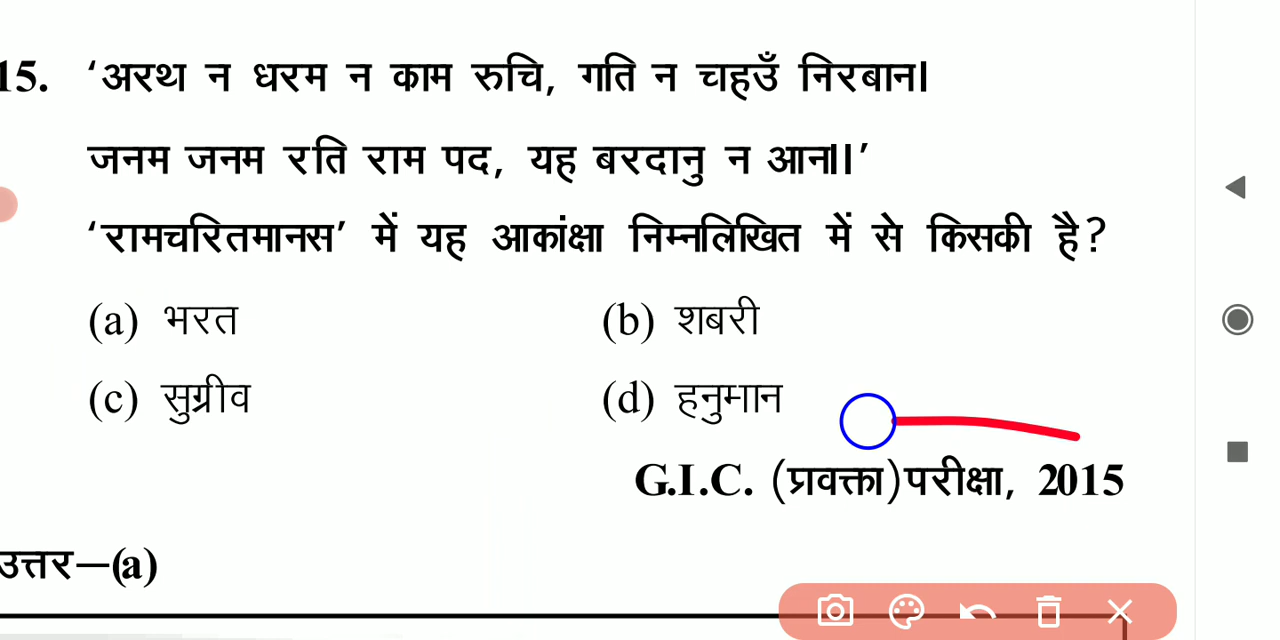 15. ‘अरथ न धरम न काम रुचि, गति न चाहउँ निरबान।
जनम जनम रति राम पद, यह बरदानु न आन॥’
‘रामचरितमानस’ में यह आकांक्षा निम्नलिखित में से किसकी है?
(a) भरत (b) शबरी
(c) सुग्रीव (d) हनुमान
G.I.C. (प्रवक्ता) परीक्षा, 2015
उत्तर—(a)